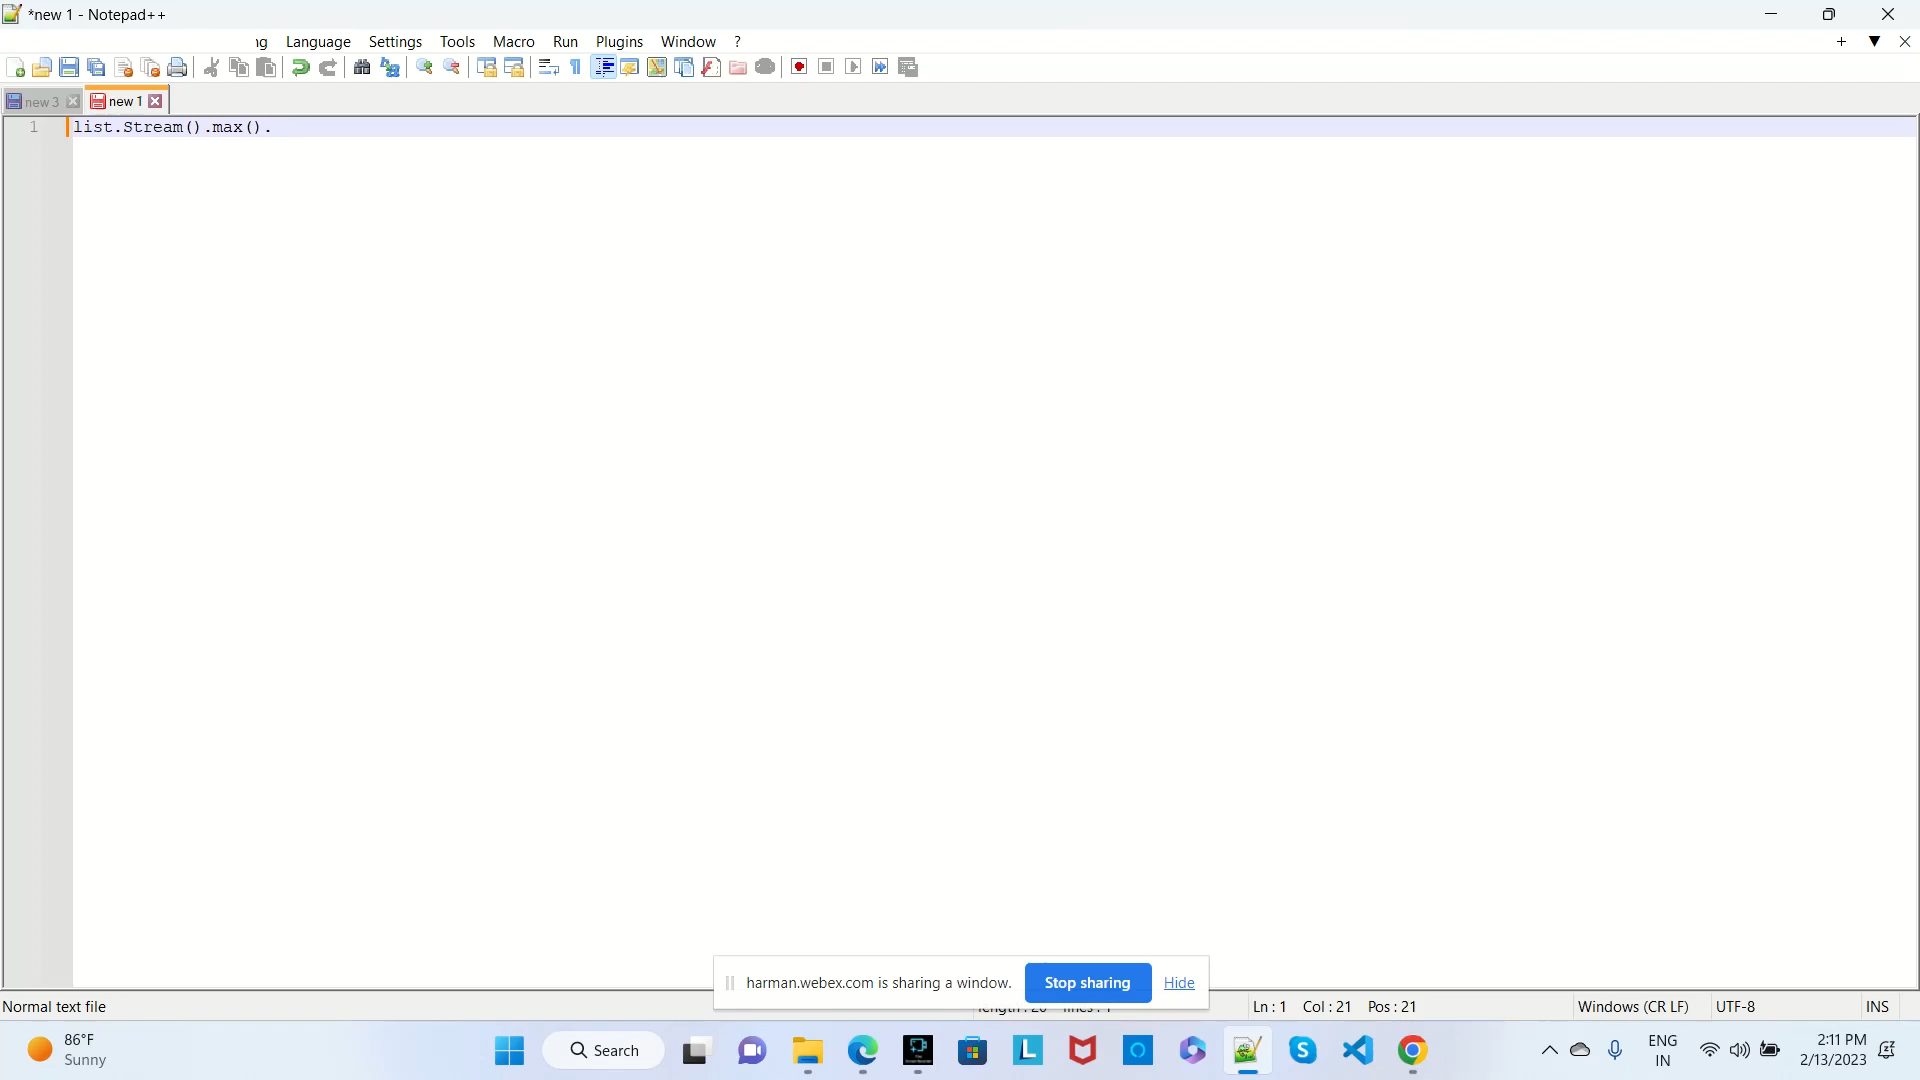 *new 1 - Notepad++
Language Settings Tools Macro Run Plugins Window ?
new 3 new 1
1 list.Stream().max().
harman.webex.com is sharing a window. Stop sharing Hide
Normal text file Ln : 1 Col : 21 Pos : 21 Windows (CR LF) UTF-8 INS
86°F
Sunny
Search
ENG
IN
2:11 PM
2/13/2023